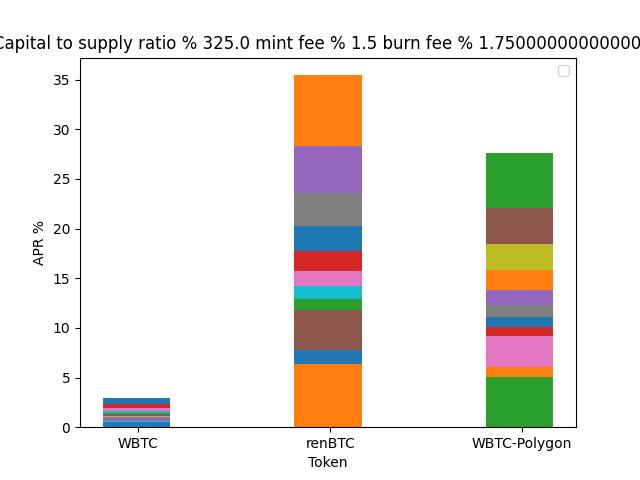 Capital to supply ratio % 325.0 mint fee % 1.5 burn fee % 1.75000000000000
35
30
25
20
15
10
5
0
APR %
WBTC
renBTC
WBTC-Polygon
Token